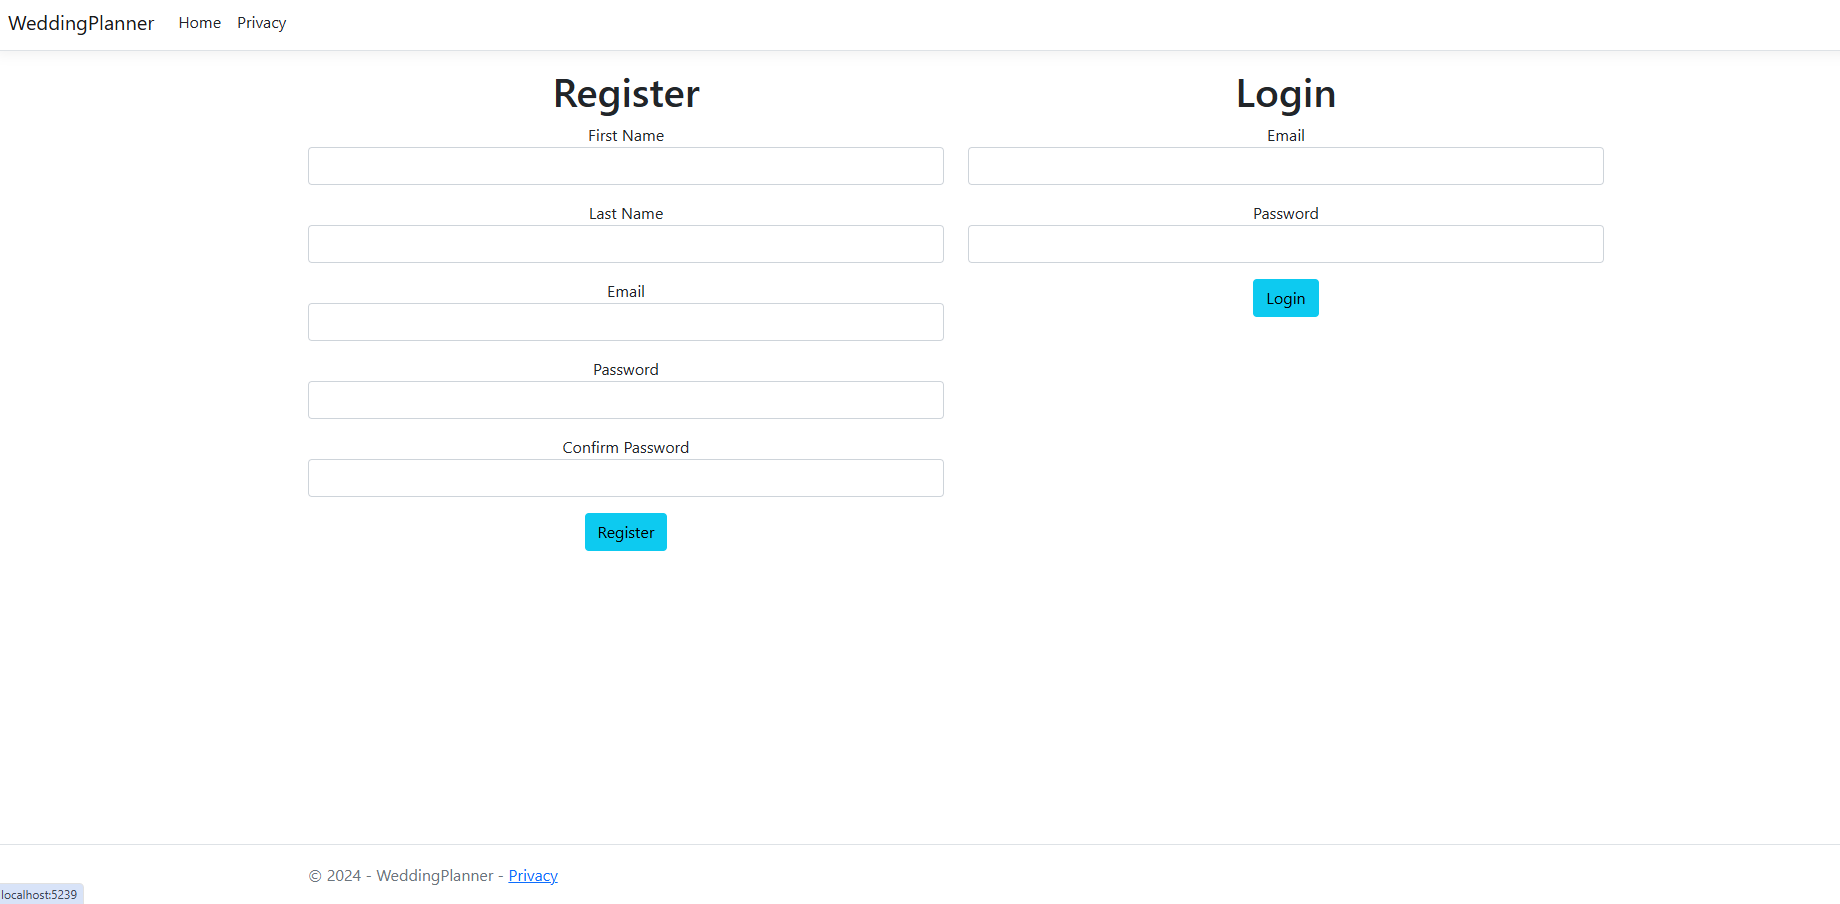 WeddingPlanner Home Privacy
Register
First Name
Last Name
Email
Password
Confirm Password
Register
Login
Email
Password
Login
© 2024 - WeddingPlanner - Privacy
localhost:5239